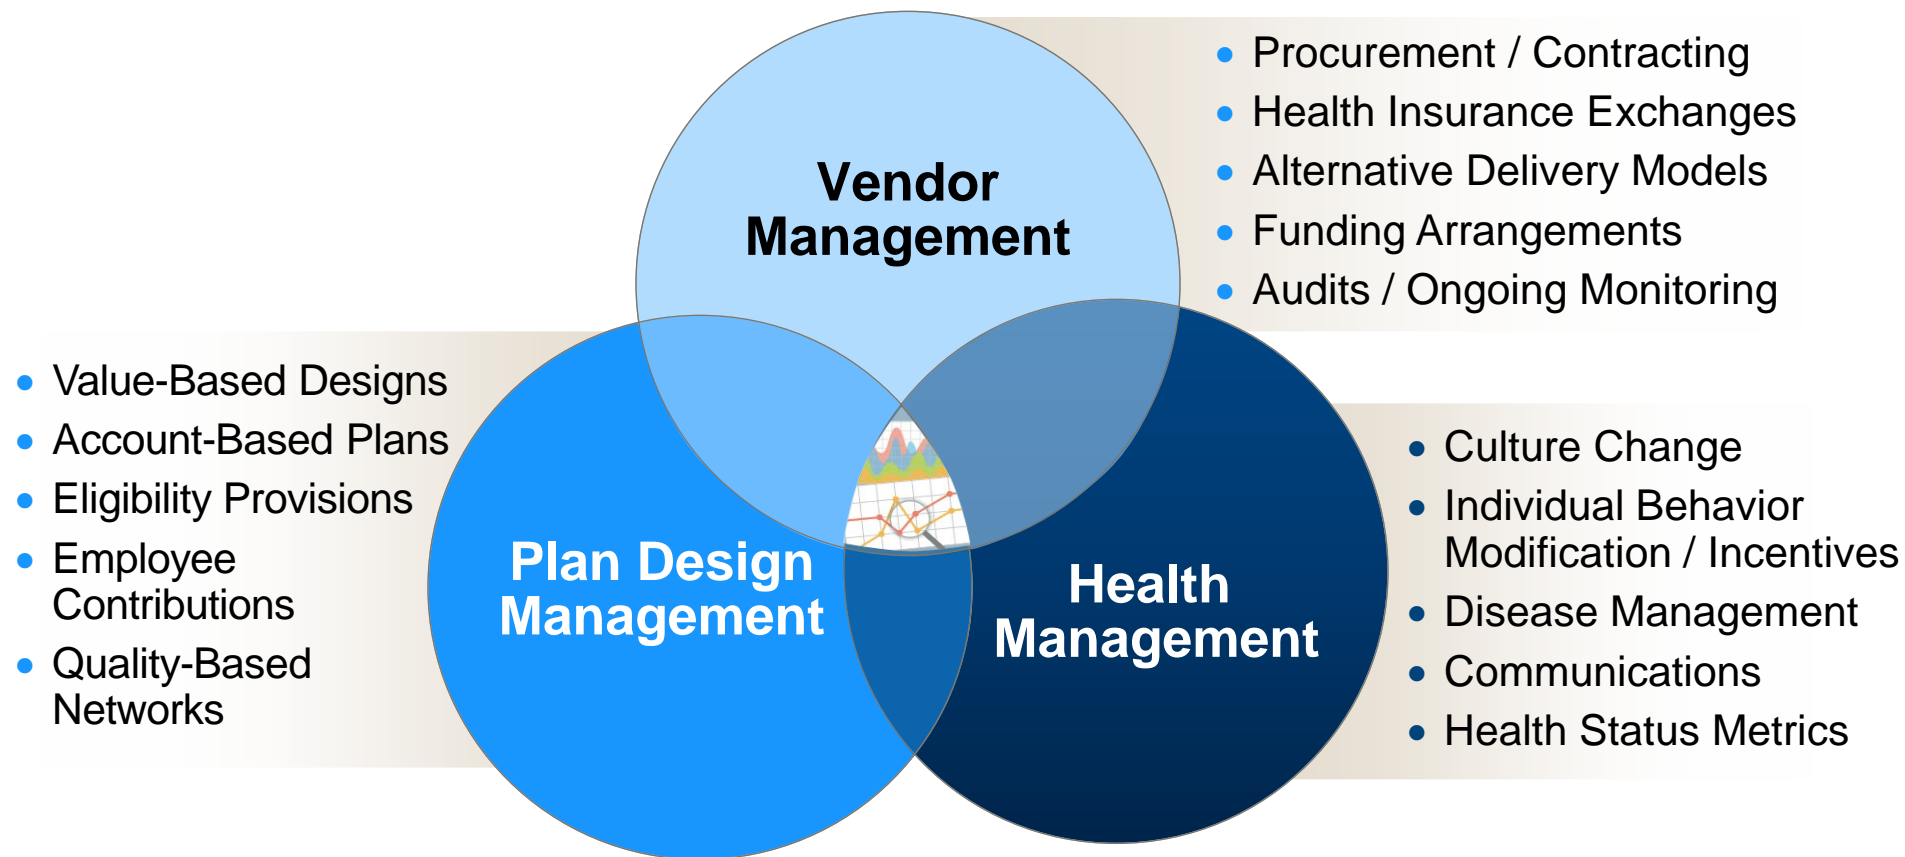 Vendor
Management
• Procurement / Contracting
• Health Insurance Exchanges
• Alternative Delivery Models
• Funding Arrangements
• Audits / Ongoing Monitoring
• Value-Based Designs
• Account-Based Plans
• Eligibility Provisions
• Employee
Contributions
• Quality-Based
Networks
Plan Design
Management
Health
Management
• Culture Change
• Individual Behavior
Modification / Incentives
• Disease Management
• Communications
• Health Status Metrics